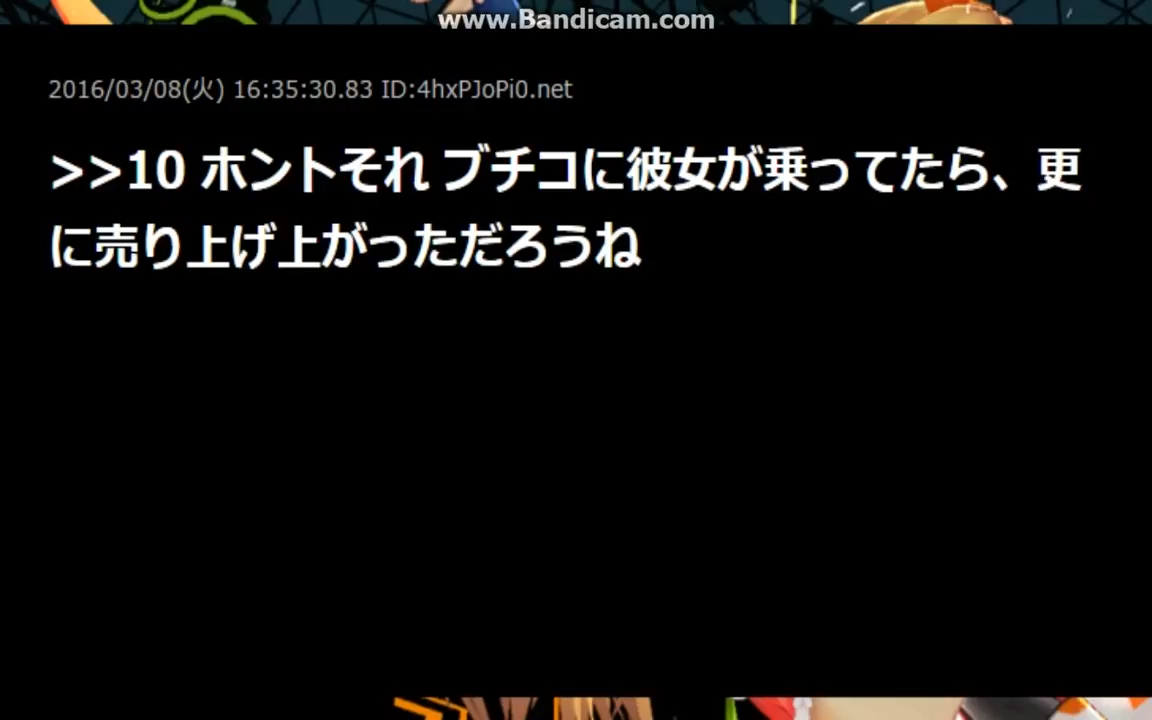 www.Bandicam.com
2016/03/08(火) 16:35:30.83 ID:4hxPJoPi0.net
>>10 ホントそれ ブチコに彼女が乗ってたら、更
に売り上げ上がっただろうね